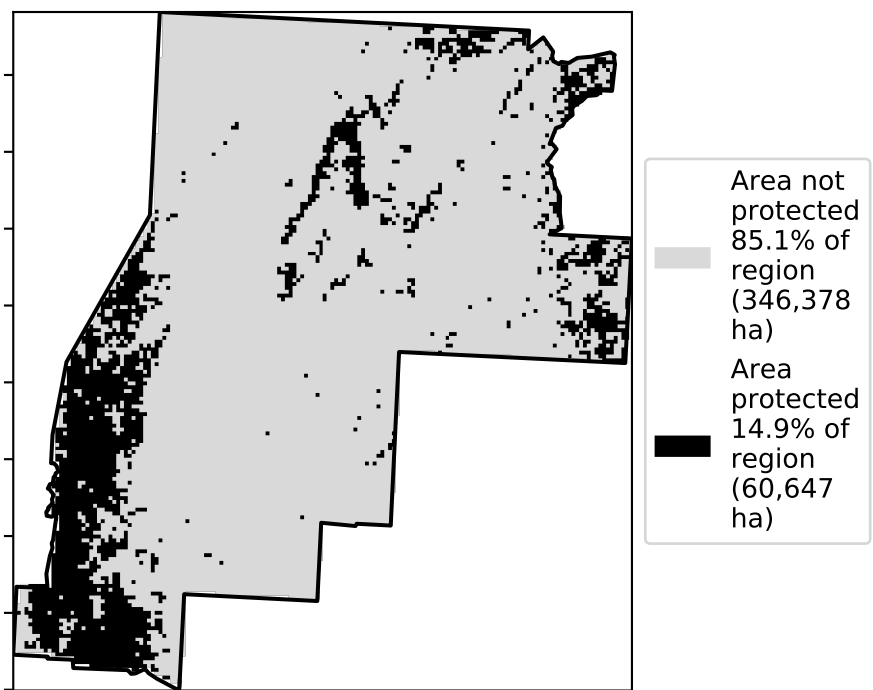 Area not
protected
85.1% of
region
(346,378
ha)
Area
protected
14.9% of
region
(60,647
ha)